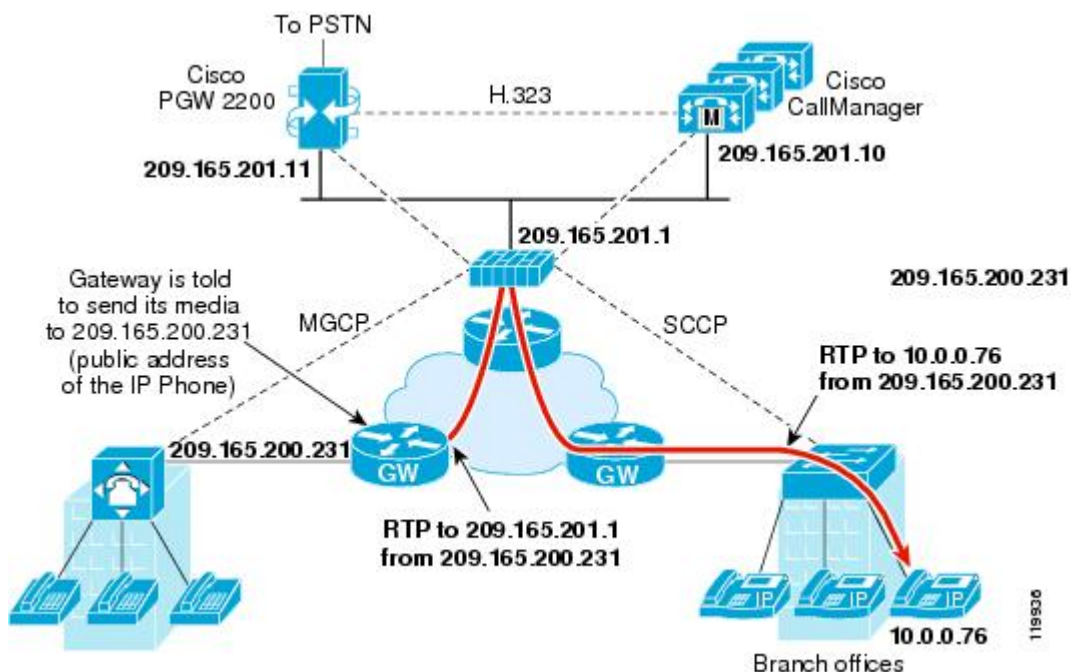 To PSTN
Cisco
PGW 2200
H.323
M
Cisco
CallManager
209.165.201.11
209.165.201.10
209.165.201.1
Gateway is told
to send its media
to 209.165.200.231
(public address
of the IP Phone)
MGCP
SCCP
209.165.200.231
RTP to 10.0.0.76
from 209.165.200.231
209.165.200.231
GW
GW
RTP to 209.165.201.1
from 209.165.200.231
IP
IP
IP
10.0.0.76
Branch offices
119936